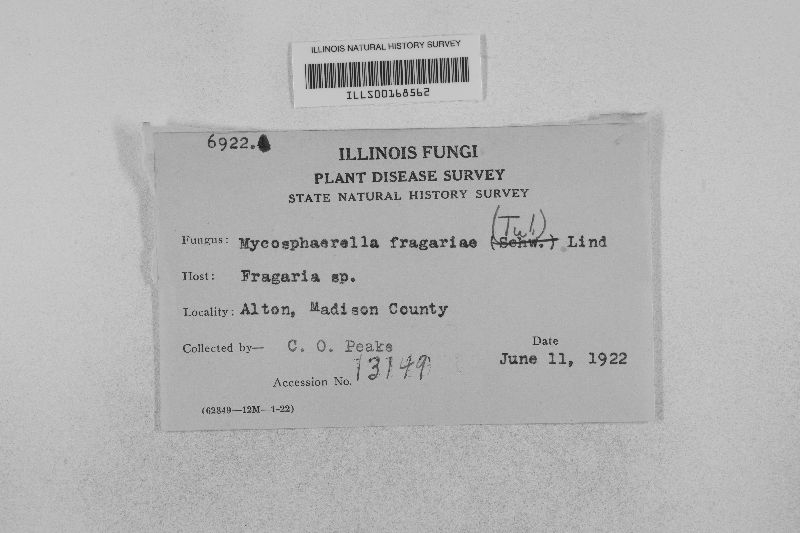 ILLINOIS NATURAL HISTORY SURVEY
ILLS00168562
6922.
ILLINOIS FUNGI
PLANT DISEASE SURVEY
STATE NATURAL HISTORY SURVEY
(Tul.)
Fungus: Mycosphaerella fragariae (Schw.) Lind
Host: Fragaria sp.
Locality: Alton, Madison County
Collected by— C. O. Peake
Date
June 11, 1922
Accession No. 13149
(62849—12M—1-22)